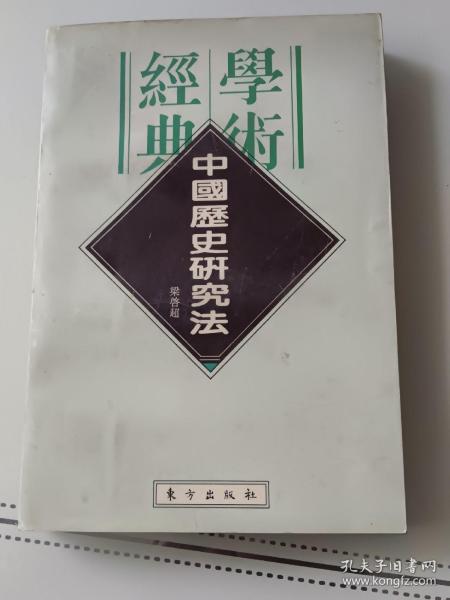 學術
經典
中國歷史研究法
梁啓超
東方出版社
孔夫子旧书网
www.kongfz.com